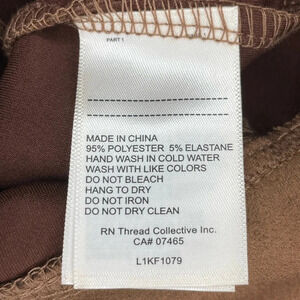 PART 1
MADE IN CHINA
95% POLYESTER 5% ELASTANE
HAND WASH IN COLD WATER
WASH WITH LIKE COLORS
DO NOT BLEACH
HANG TO DRY
DO NOT IRON
DO NOT DRY CLEAN
RN Thread Collective Inc.
CA# 07465
L1KF1079